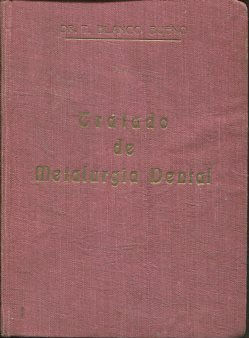 DR. F. BLANCO BUENO
Tratado
de
Metalurgia Dental